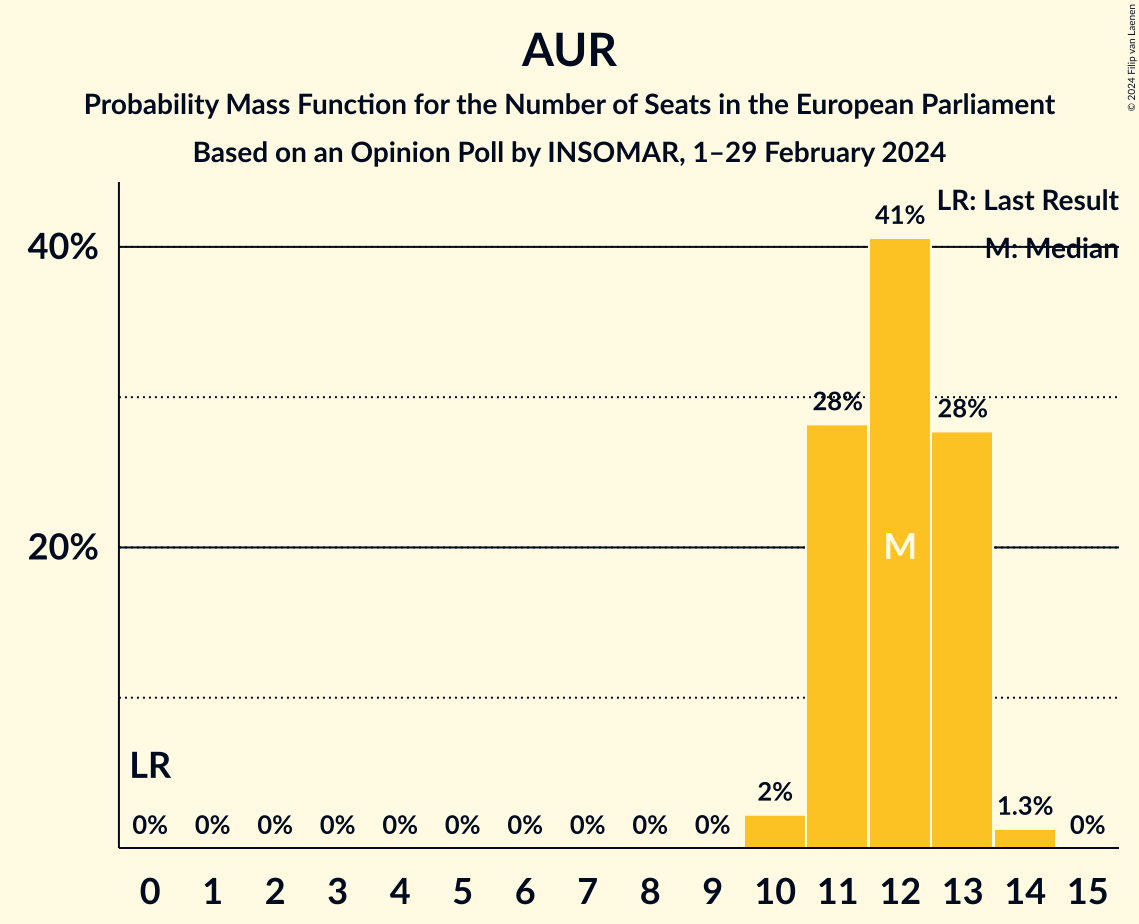 © 2024 Filip van Laenen
AUR
Probability Mass Function for the Number of Seats in the European Parliament
Based on an Opinion Poll by INSOMAR, 1–29 February 2024
LR: Last Result
M: Median
40%
20%
41%
28%
28%
M
LR
2%
1.3%
0% 0% 0% 0% 0% 0% 0% 0% 0% 0% 0%
0 1 2 3 4 5 6 7 8 9 10 11 12 13 14 15